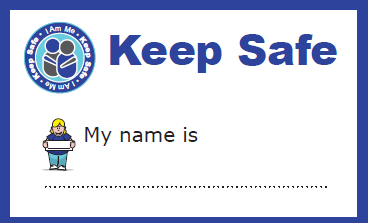 I Am Me • Keep Safe • I Am Me • Keep Safe •
Keep Safe
My name is